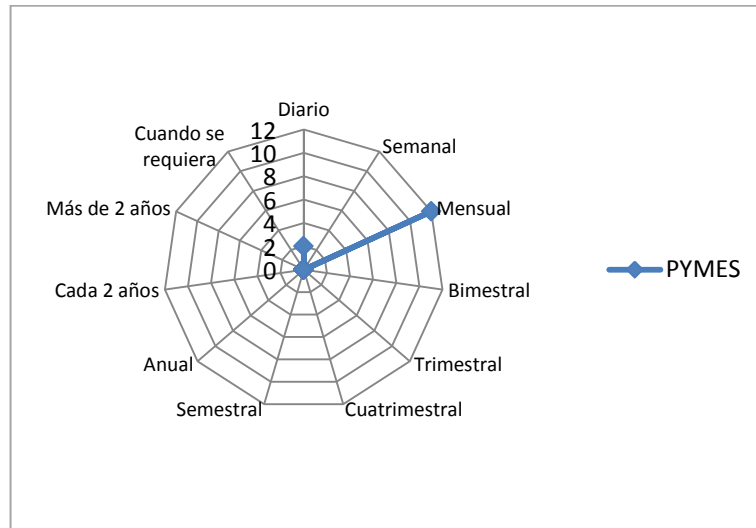 Diario
Semanal
Mensual
Bimestral
Trimestral
Cuatrimestral
Semestral
Anual
Cada 2 años
Más de 2 años
Cuando se
requiera
12
10
8
6
4
2
0
PYMES